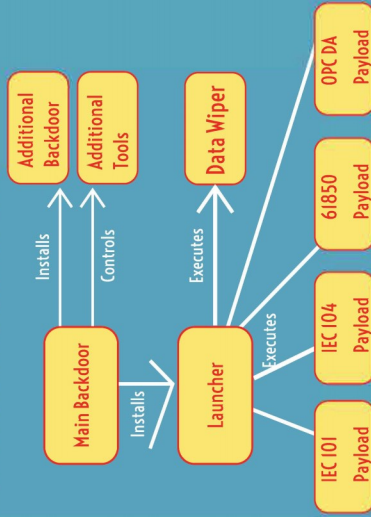 Main Backdoor
Installs
Additional
Backdoor
Controls
Additional
Tools
Installs
Launcher
Executes
Data Wiper
Executes
IEC 101
Payload
IEC 104
Payload
61850
Payload
OPC DA
Payload